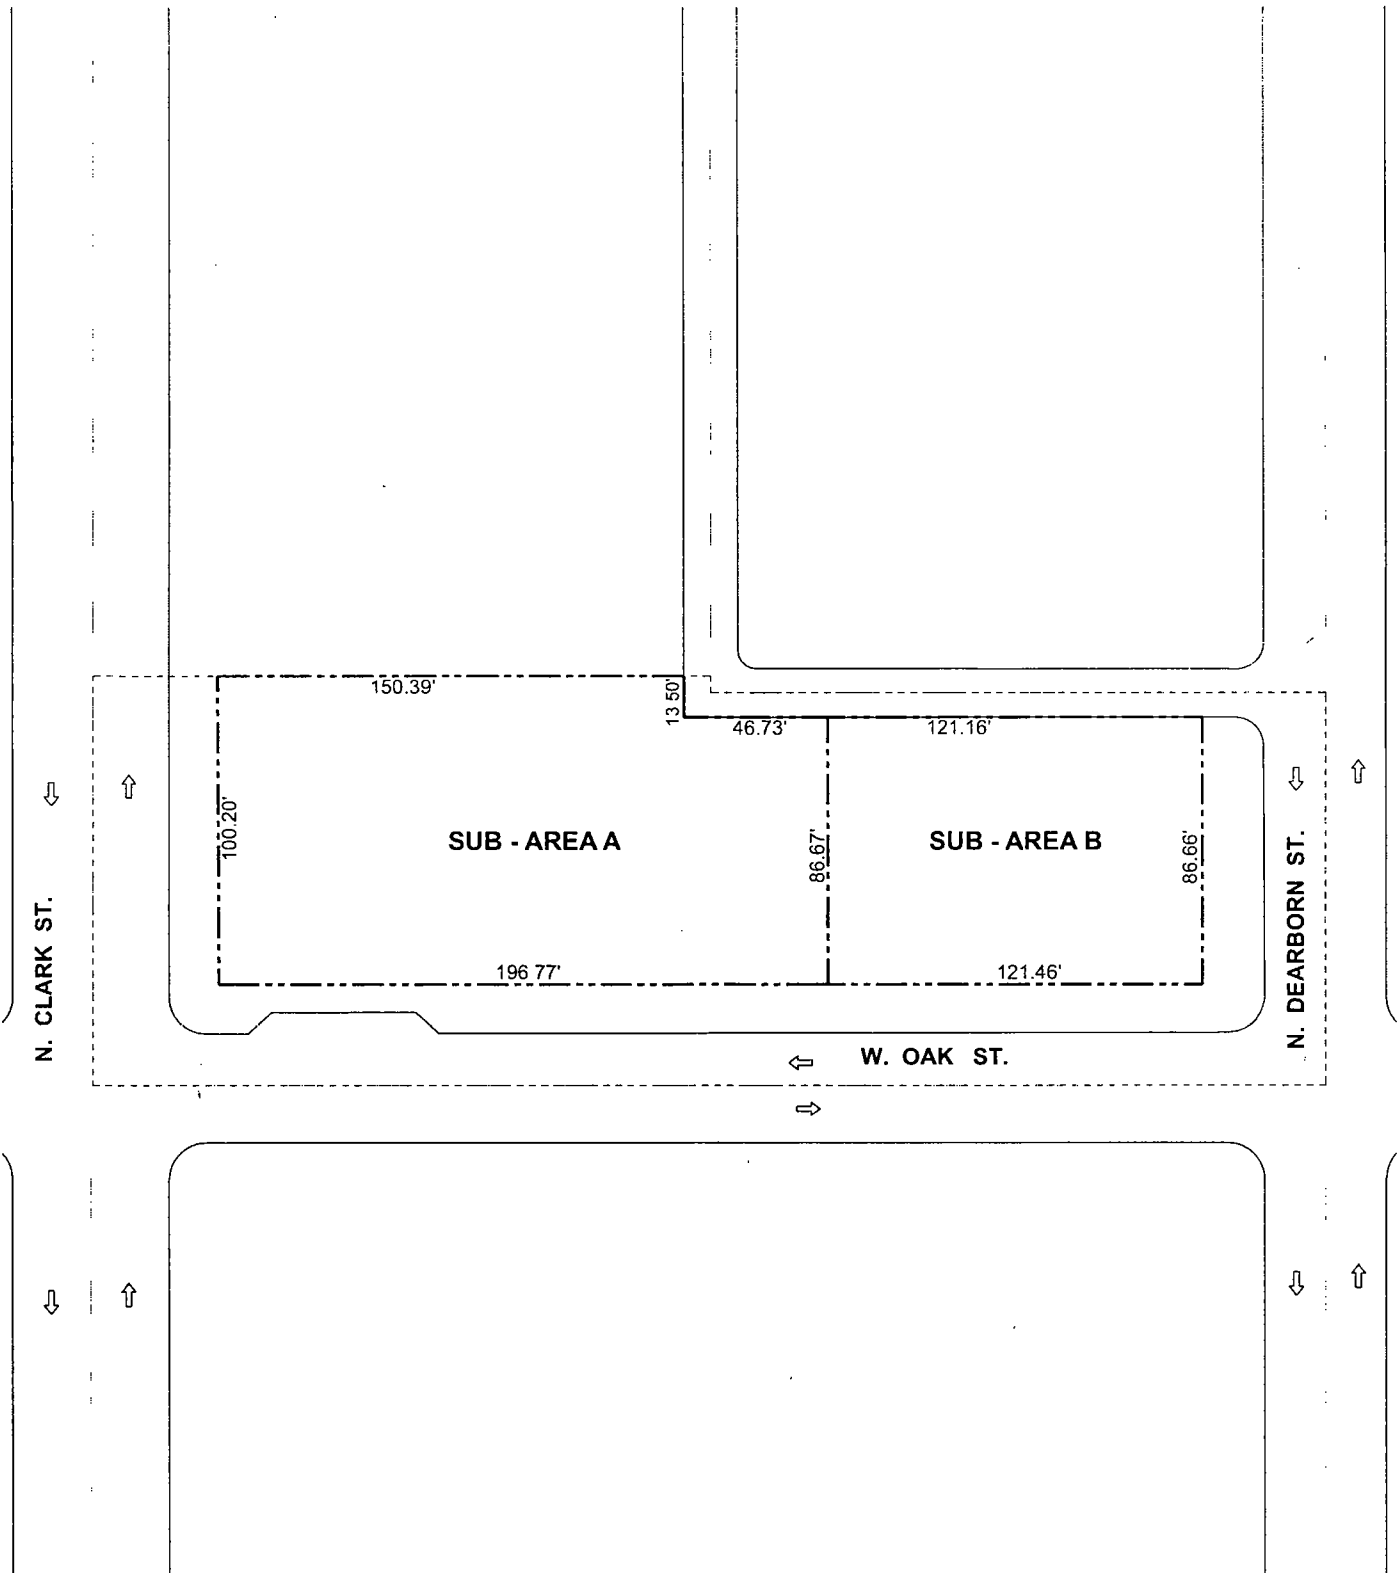 150.39'
13 50'
46.73'
121.16'
100.20'
SUB - AREA A
86.67'
SUB - AREA B
86.66'
196 77'
121.46'
N. CLARK ST.
N. DEARBORN ST.
W. OAK ST.